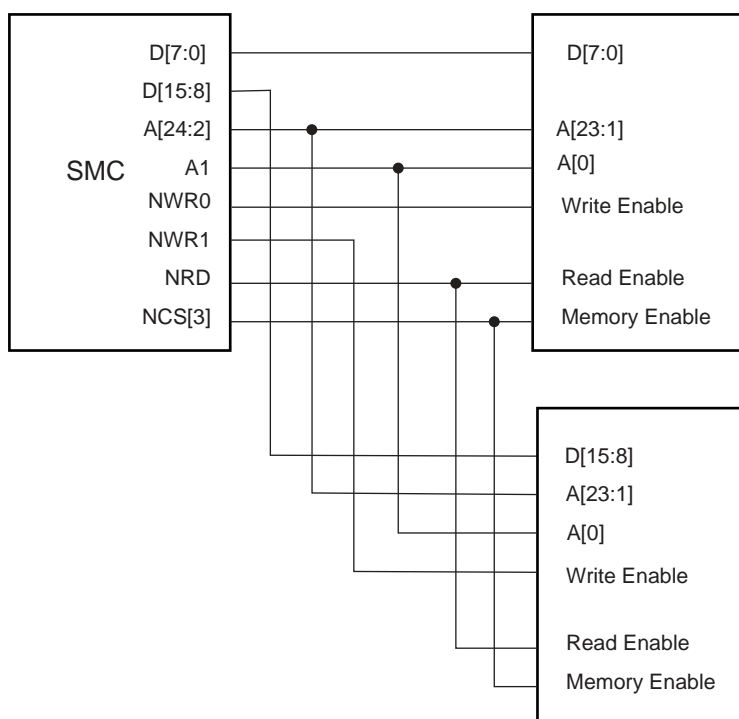 D[7:0]
D[15:8]
A[24:2]
SMC
A1
NWR0
NWR1
NRD
NCS[3]
D[7:0]
A[23:1]
A[0]
Write Enable
Read Enable
Memory Enable
D[15:8]
A[23:1]
A[0]
Write Enable
Read Enable
Memory Enable